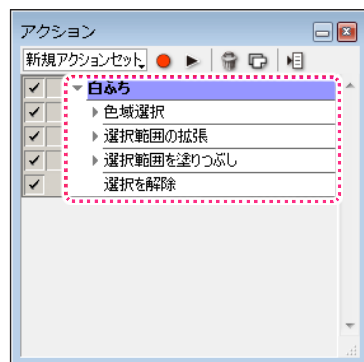 アクション
新規アクションセット
白ふち
色域選択
選択範囲の拡張
選択範囲を塗りつぶし
選択を解除